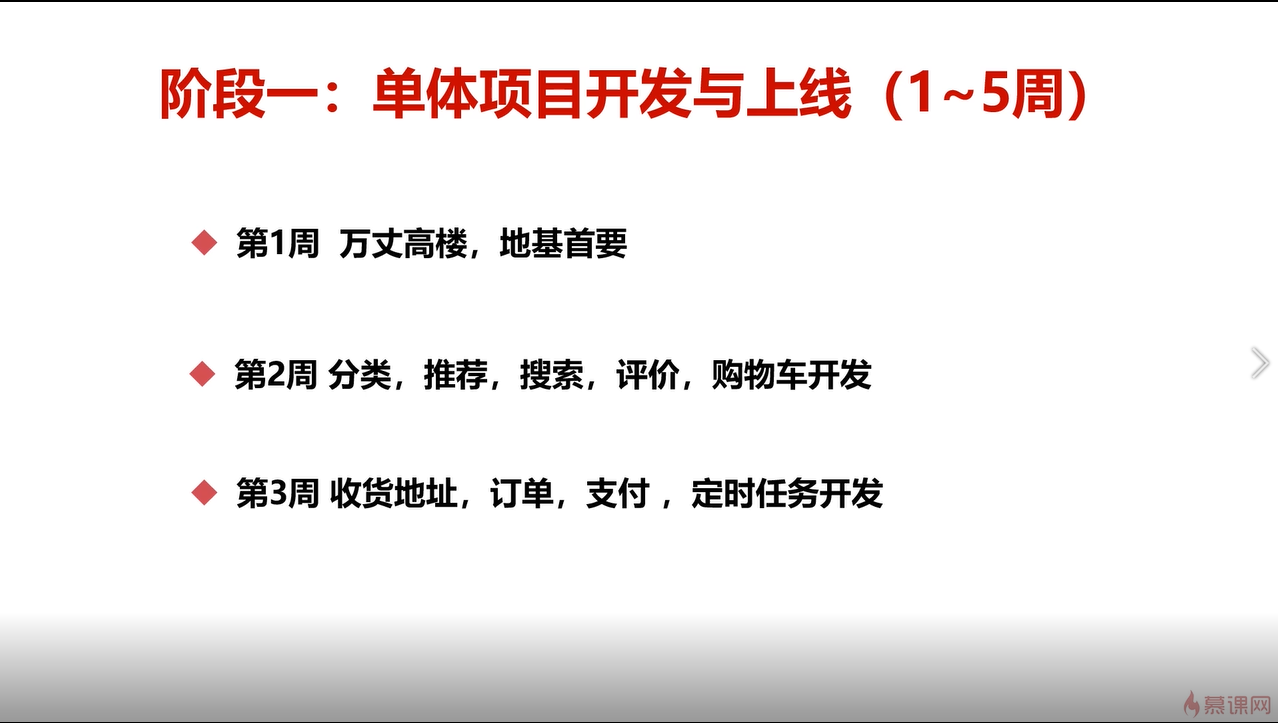 阶段一：单体项目开发与上线（1~5周）
第1周 万丈高楼，地基首要
第2周 分类，推荐，搜索，评价，购物车开发
第3周 收货地址，订单，支付 ，定时任务开发
慕课网